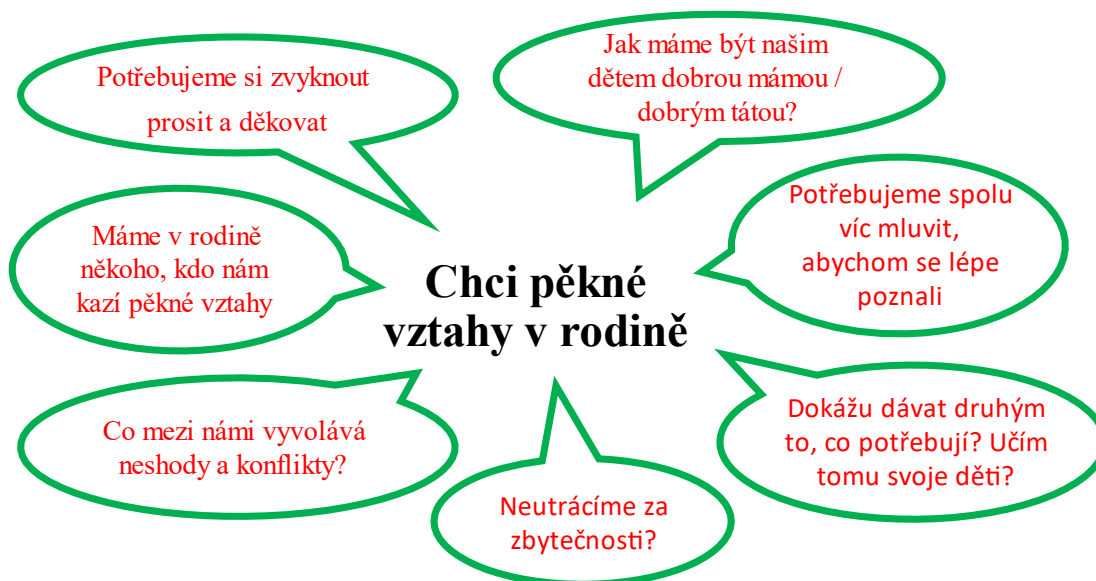 Potřebujeme si zvyknout
prosit a děkovat
Jak máme být našim
dětem dobrou mámou /
dobrým tátou?
Máme v rodině
někoho, kdo nám
kazí pěkné vztahy
Chci pěkné
vztahy v rodině
Potřebujeme spolu
víc mluvit,
abychom se lépe
poznali
Co mezi námi vyvolává
neshody a konflikty?
Neutrácíme za
zbytečnosti?
Dokážu dávat druhým
to, co potřebují? Učím
tomu svoje děti?